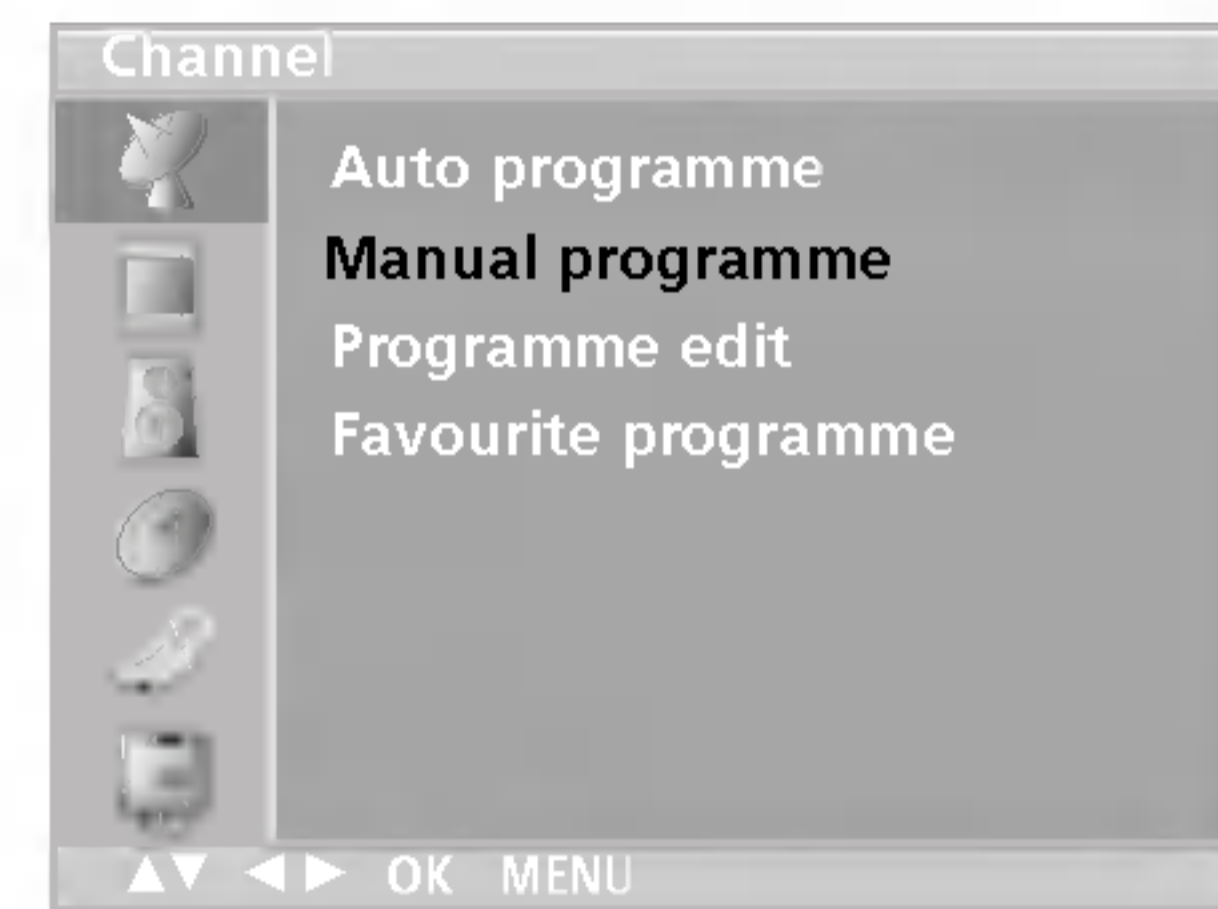 Channel
Auto programme
Manual programme
Programme edit
Favourite programme
▲▼ ◀ ▶ OK MENU